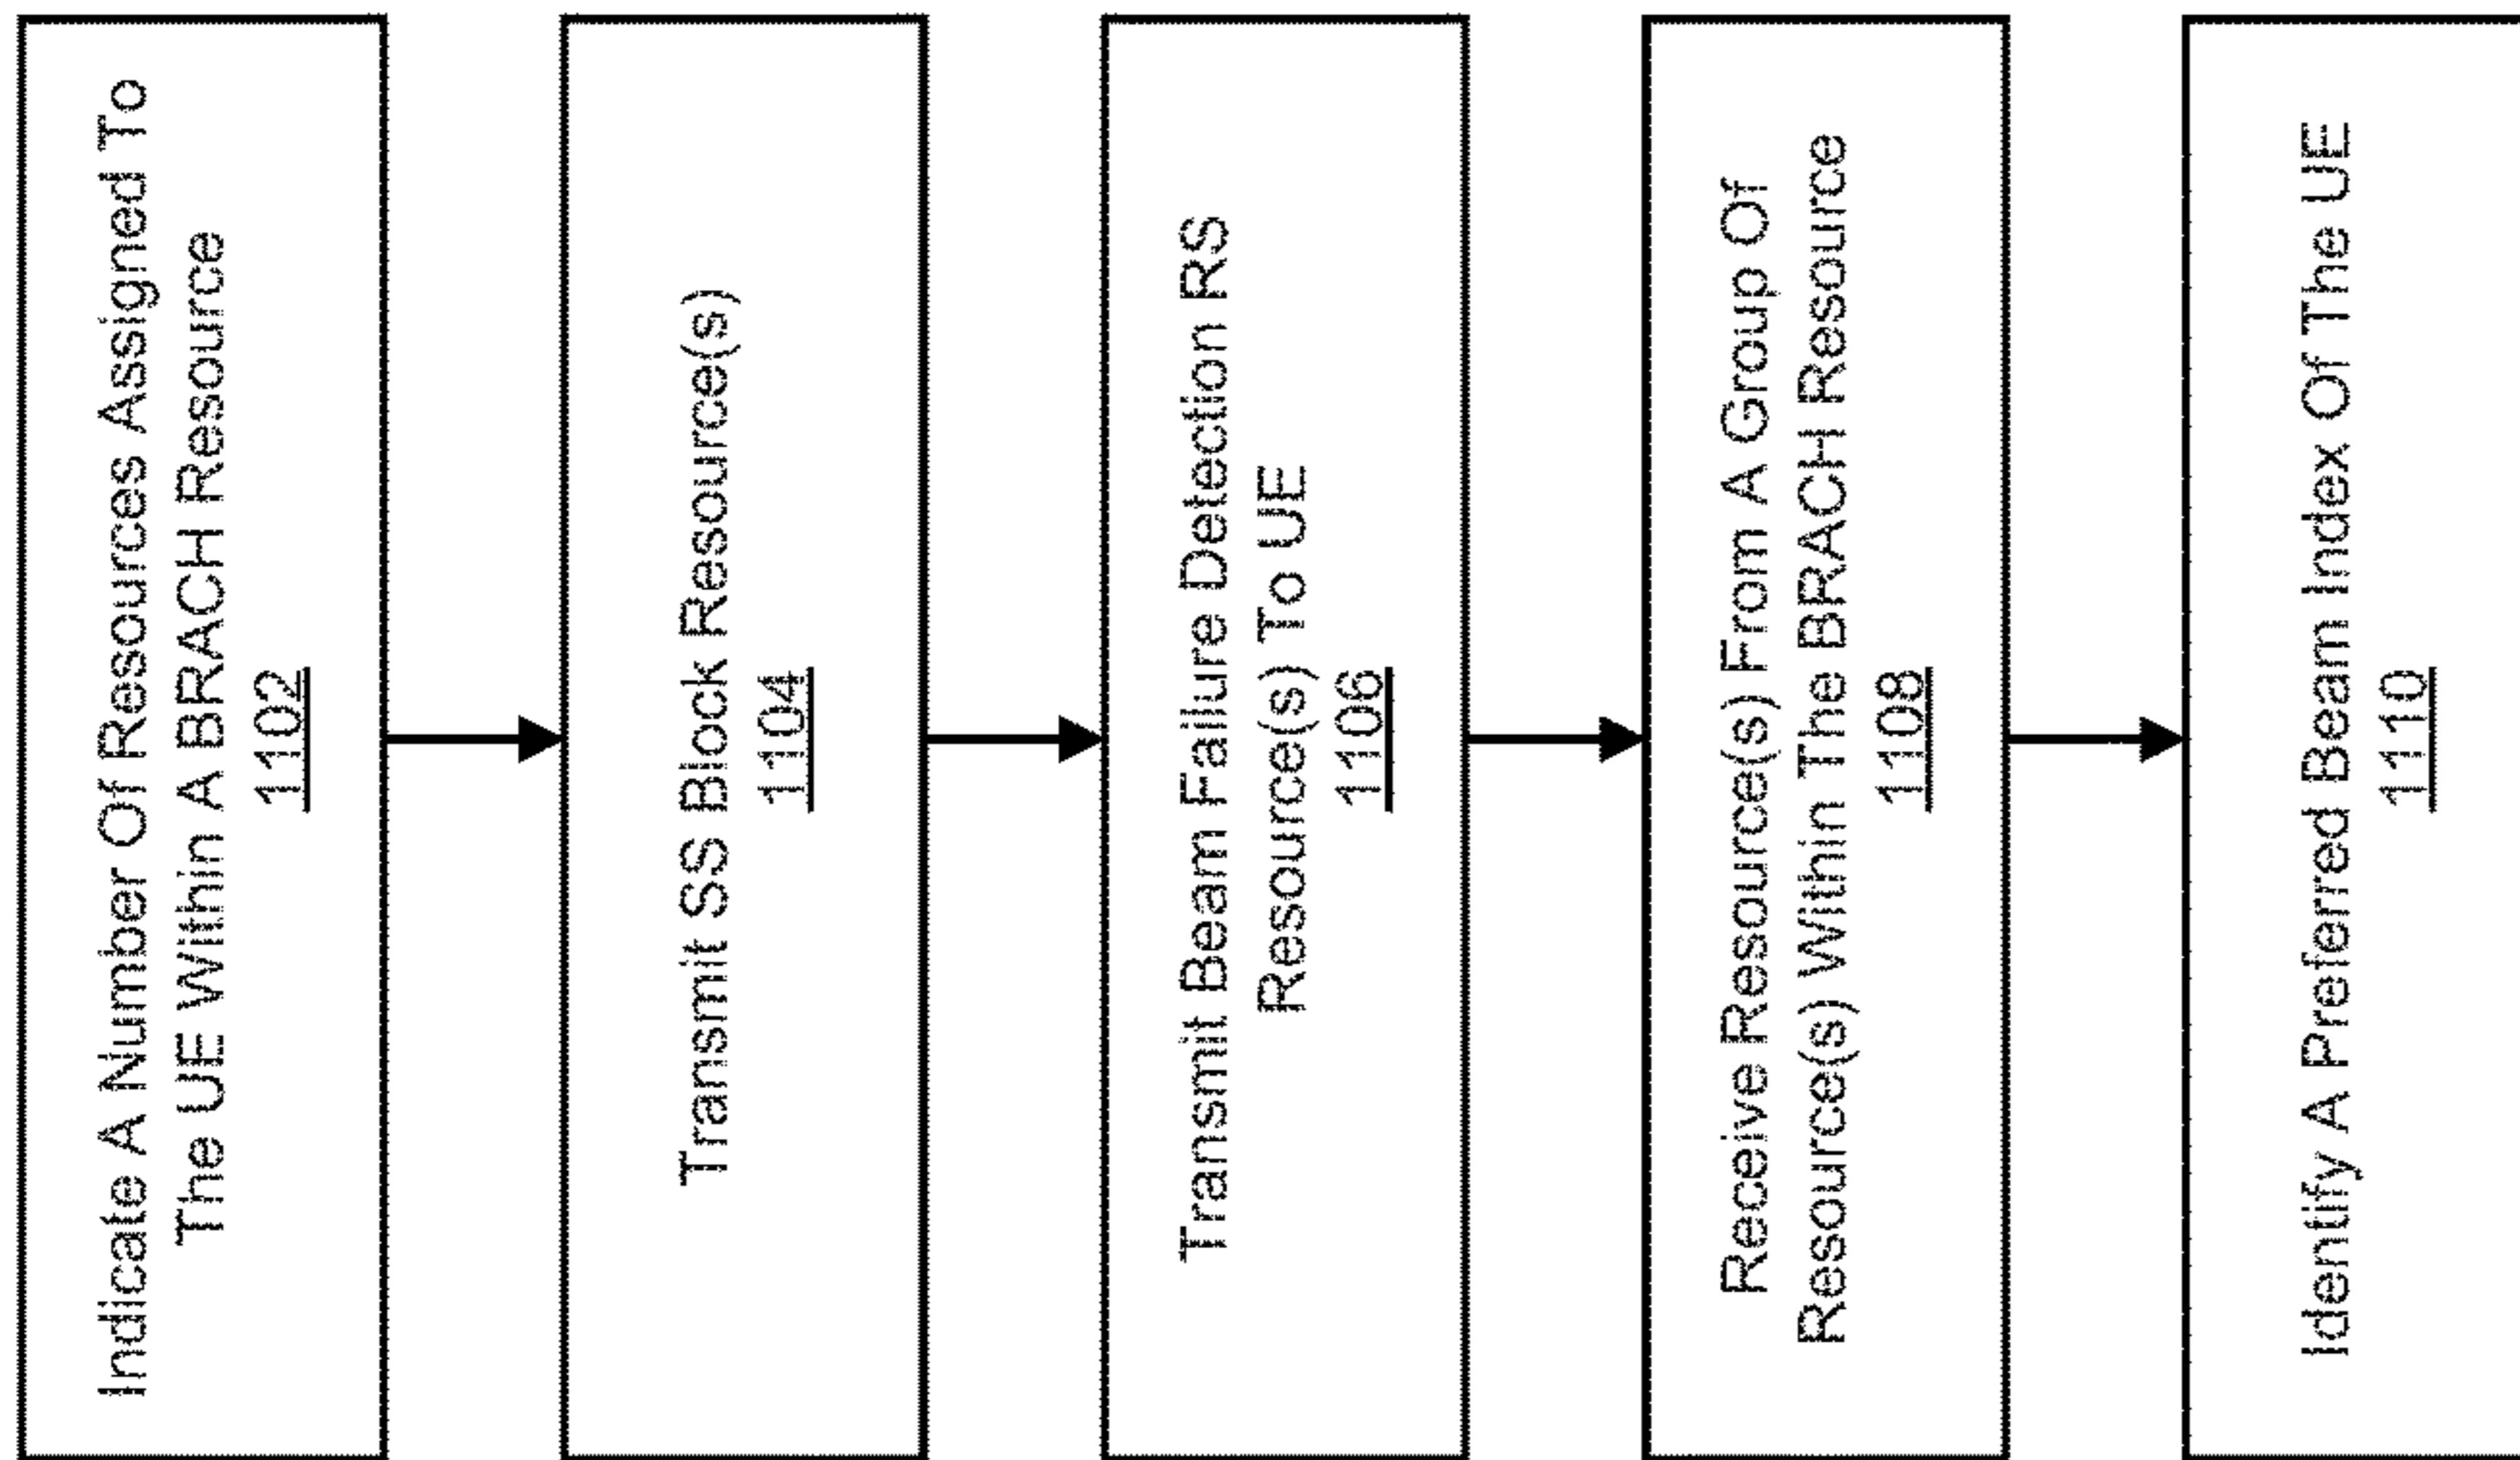 Indicate A Number Of Resources Assigned To
The UE Within A BRACH Resource
1102
Transmit SS Block Resource(s)
1104
Transmit Beam Failure Detection RS
Resource(s) To UE
1106
Receive Resource(s) From A Group Of
Resource(s) Within The BRACH Resource
1108
Identify A Preferred Beam Index Of The UE
1110